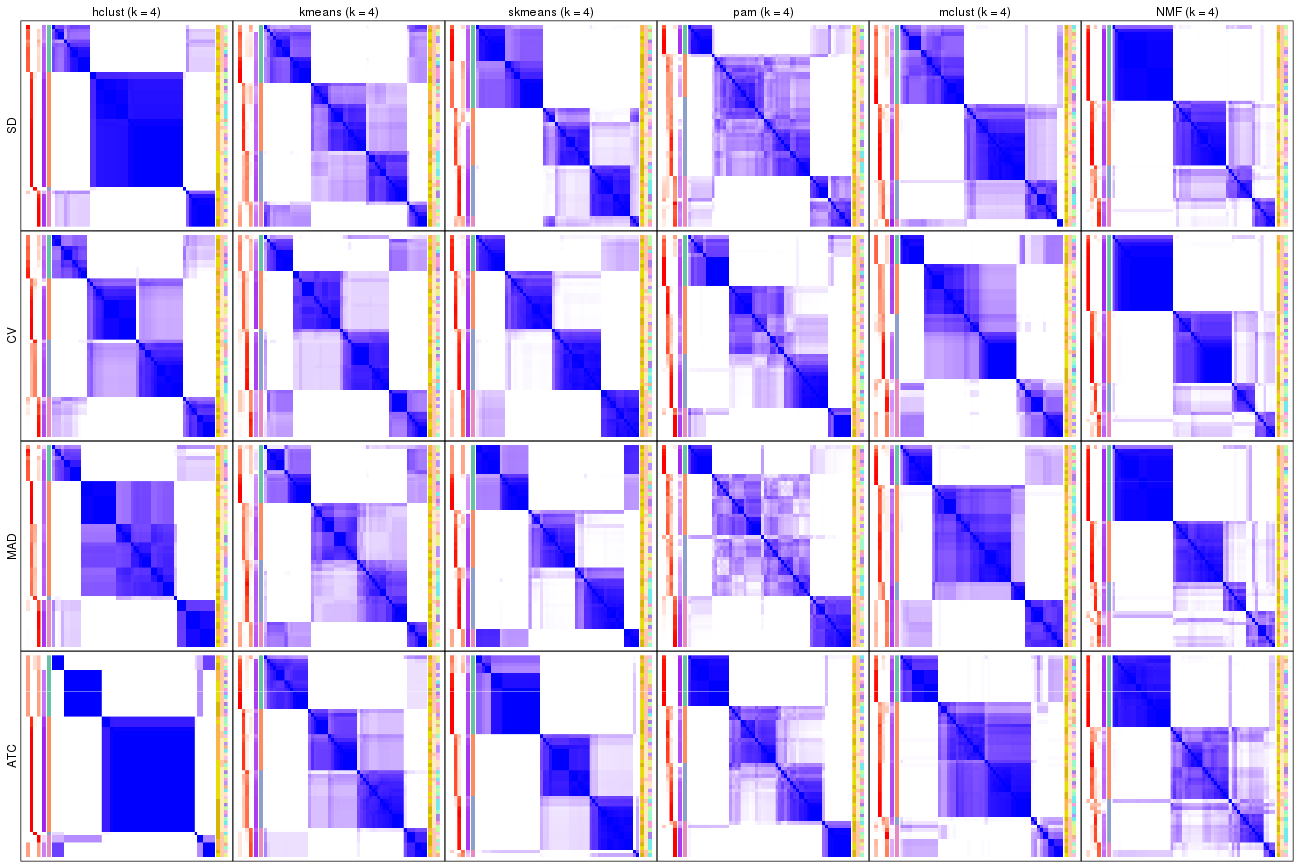 hclust (k = 4)
kmeans (k = 4)
skmeans (k = 4)
pam (k = 4)
mclust (k = 4)
NMF (k = 4)
SD
CV
MAD
ATC